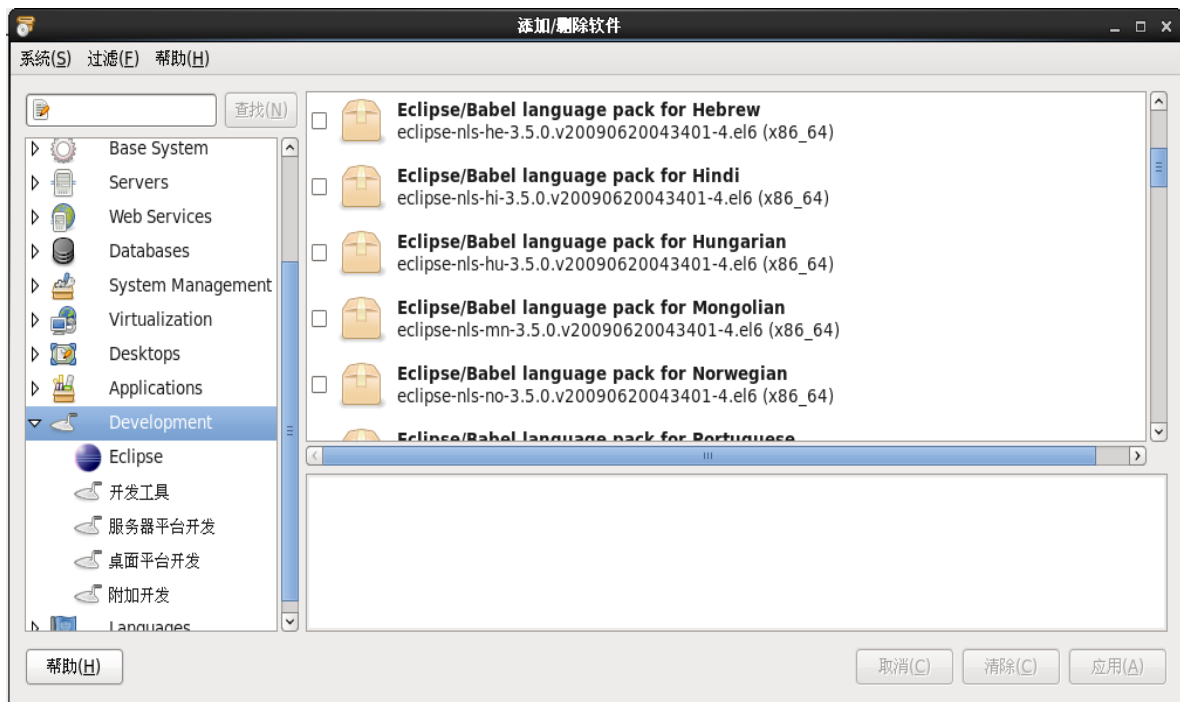 添加/删除软件
系统(S) 过滤(F) 帮助(H)
查找(N)
Base System
Servers
Web Services
Databases
System Management
Virtualization
Desktops
Applications
Development
Eclipse
开发工具
服务器平台开发
桌面平台开发
附加开发
Languages
Eclipse/Babel language pack for Hebrew
eclipse-nls-he-3.5.0.v20090620043401-4.el6 (x86_64)
Eclipse/Babel language pack for Hindi
eclipse-nls-hi-3.5.0.v20090620043401-4.el6 (x86_64)
Eclipse/Babel language pack for Hungarian
eclipse-nls-hu-3.5.0.v20090620043401-4.el6 (x86_64)
Eclipse/Babel language pack for Mongolian
eclipse-nls-mn-3.5.0.v20090620043401-4.el6 (x86_64)
Eclipse/Babel language pack for Norwegian
eclipse-nls-no-3.5.0.v20090620043401-4.el6 (x86_64)
Eclipse/Babel language pack for Portuguese
帮助(H)
取消(C) 清除(C) 应用(A)